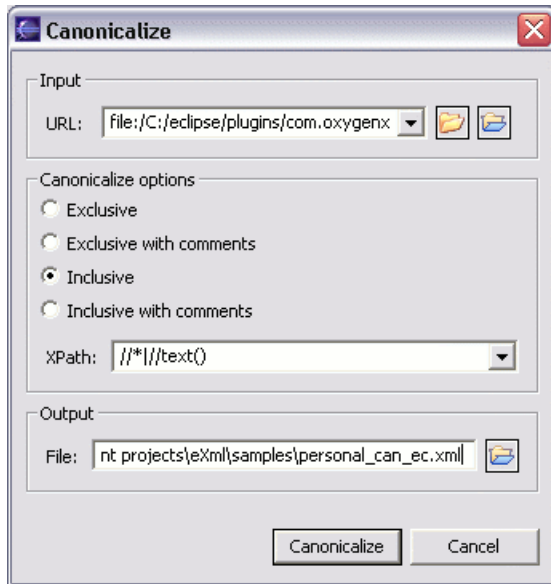 Canonicalize
Input
URL: file:/C:/eclipse/plugins/com.oxygenx
Canonicalize options
Exclusive
Exclusive with comments
Inclusive
Inclusive with comments
XPath: //*|//text()
Output
File: nt projects\eXml\samples\personal_can_ec.xml
Canonicalize Cancel